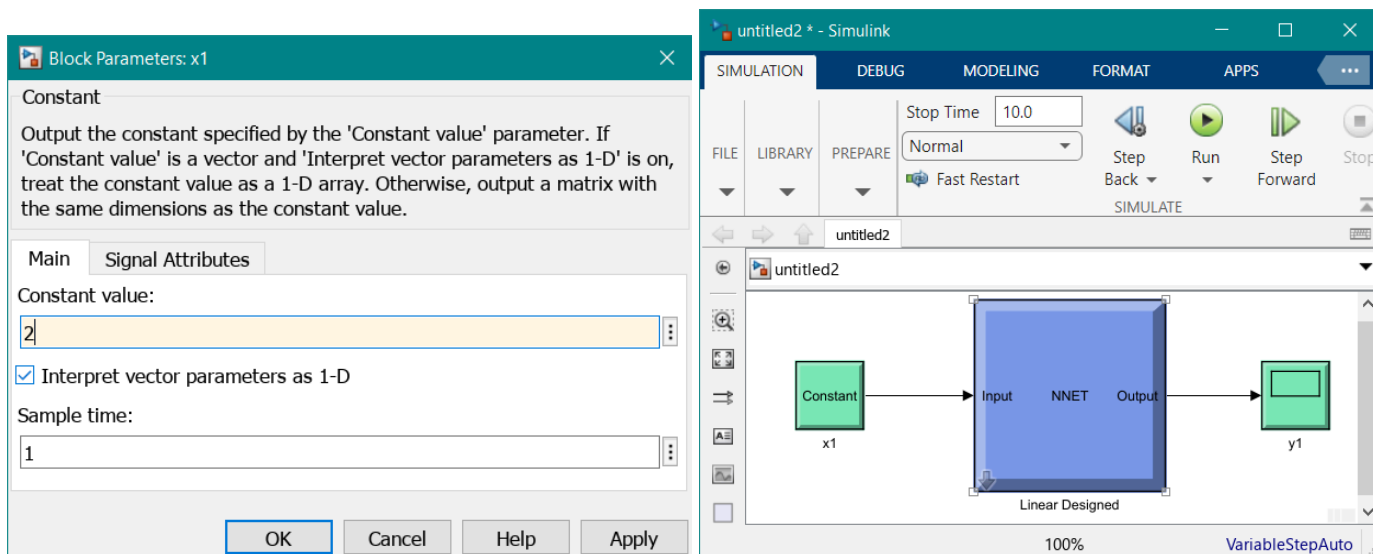 Block Parameters: x1
Constant
Output the constant specified by the 'Constant value' parameter. If
'Constant value' is a vector and 'Interpret vector parameters as 1-D' is on,
treat the constant value as a 1-D array. Otherwise, output a matrix with
the same dimensions as the constant value.
Main Signal Attributes
Constant value:
2
Interpret vector parameters as 1-D
Sample time:
1
OK Cancel Help Apply
untitled2 * - Simulink
SIMULATION DEBUG MODELING FORMAT APPS
FILE LIBRARY PREPARE
Stop Time 10.0
Normal
Fast Restart
Step Back
Run
Step Forward
Stop
SIMULATE
untitled2
untitled2
Constant
x1
Input NNET Output
Linear Designed
y1
100% VariableStepAuto